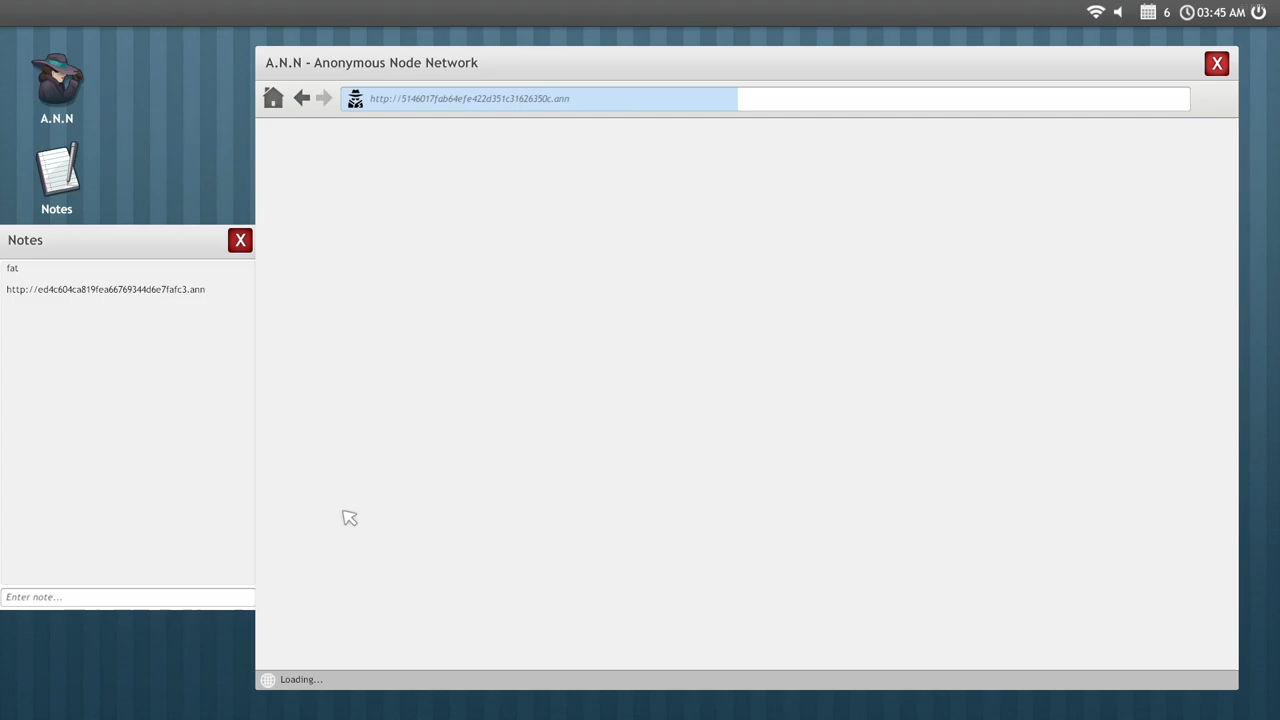 6
03:45 AM
A.N.N
Notes
A.N.N - Anonymous Node Network
X
http://5146017fab64efe422d351c31626350c.ann
Notes
X
fat
http://ed4c604ca819fea66769344d6e7fafc3.ann
Enter note...
Loading...